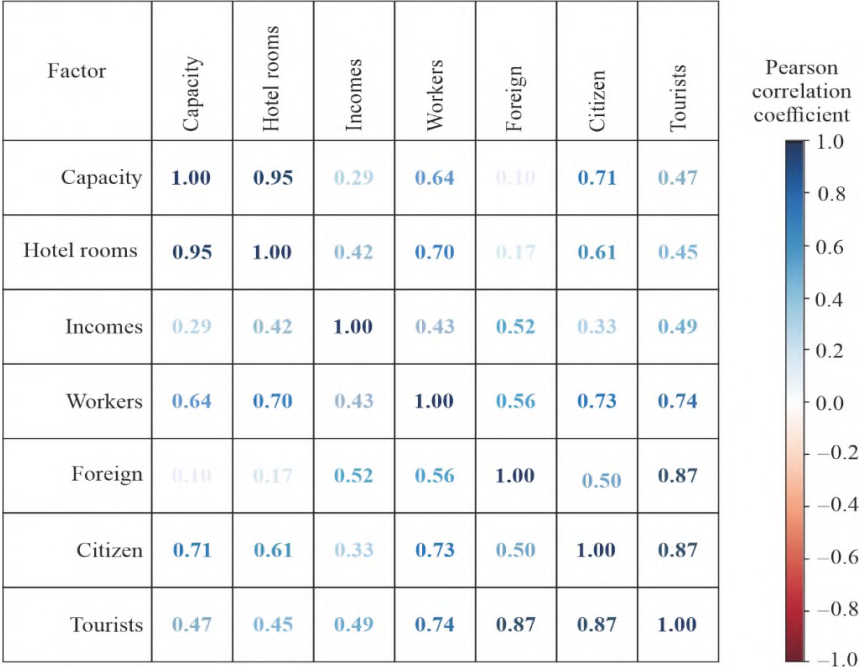 Factor Capacity Hotel rooms Incomes Workers Foreign Citizen Tourists
Capacity 1.00 0.95 0.29 0.64 0.10 0.71 0.47
Hotel rooms 0.95 1.00 0.42 0.70 0.17 0.61 0.45
Incomes 0.29 0.42 1.00 0.43 0.52 0.33 0.49
Workers 0.64 0.70 0.43 1.00 0.56 0.73 0.74
Foreign 0.10 0.17 0.52 0.56 1.00 0.50 0.87
Citizen 0.71 0.61 0.33 0.73 0.50 1.00 0.87
Tourists 0.47 0.45 0.49 0.74 0.87 0.87 1.00
Pearson
correlation
coefficient
1.0
0.8
0.6
0.4
0.2
0.0
−0.2
−0.4
−0.6
−0.8
−1.0